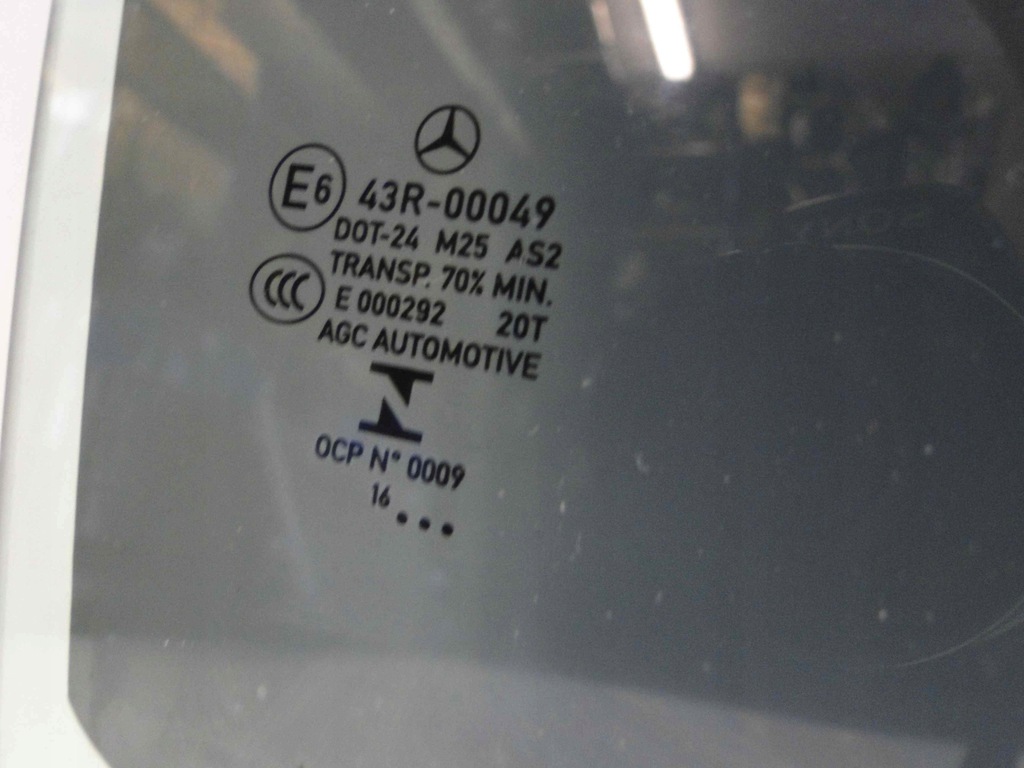 E6 43R-00049
DOT-24 M25 AS2
TRANSP. 70% MIN.
CCC E 000292 20T
AGC AUTOMOTIVE
OCP N° 0009
16 ...